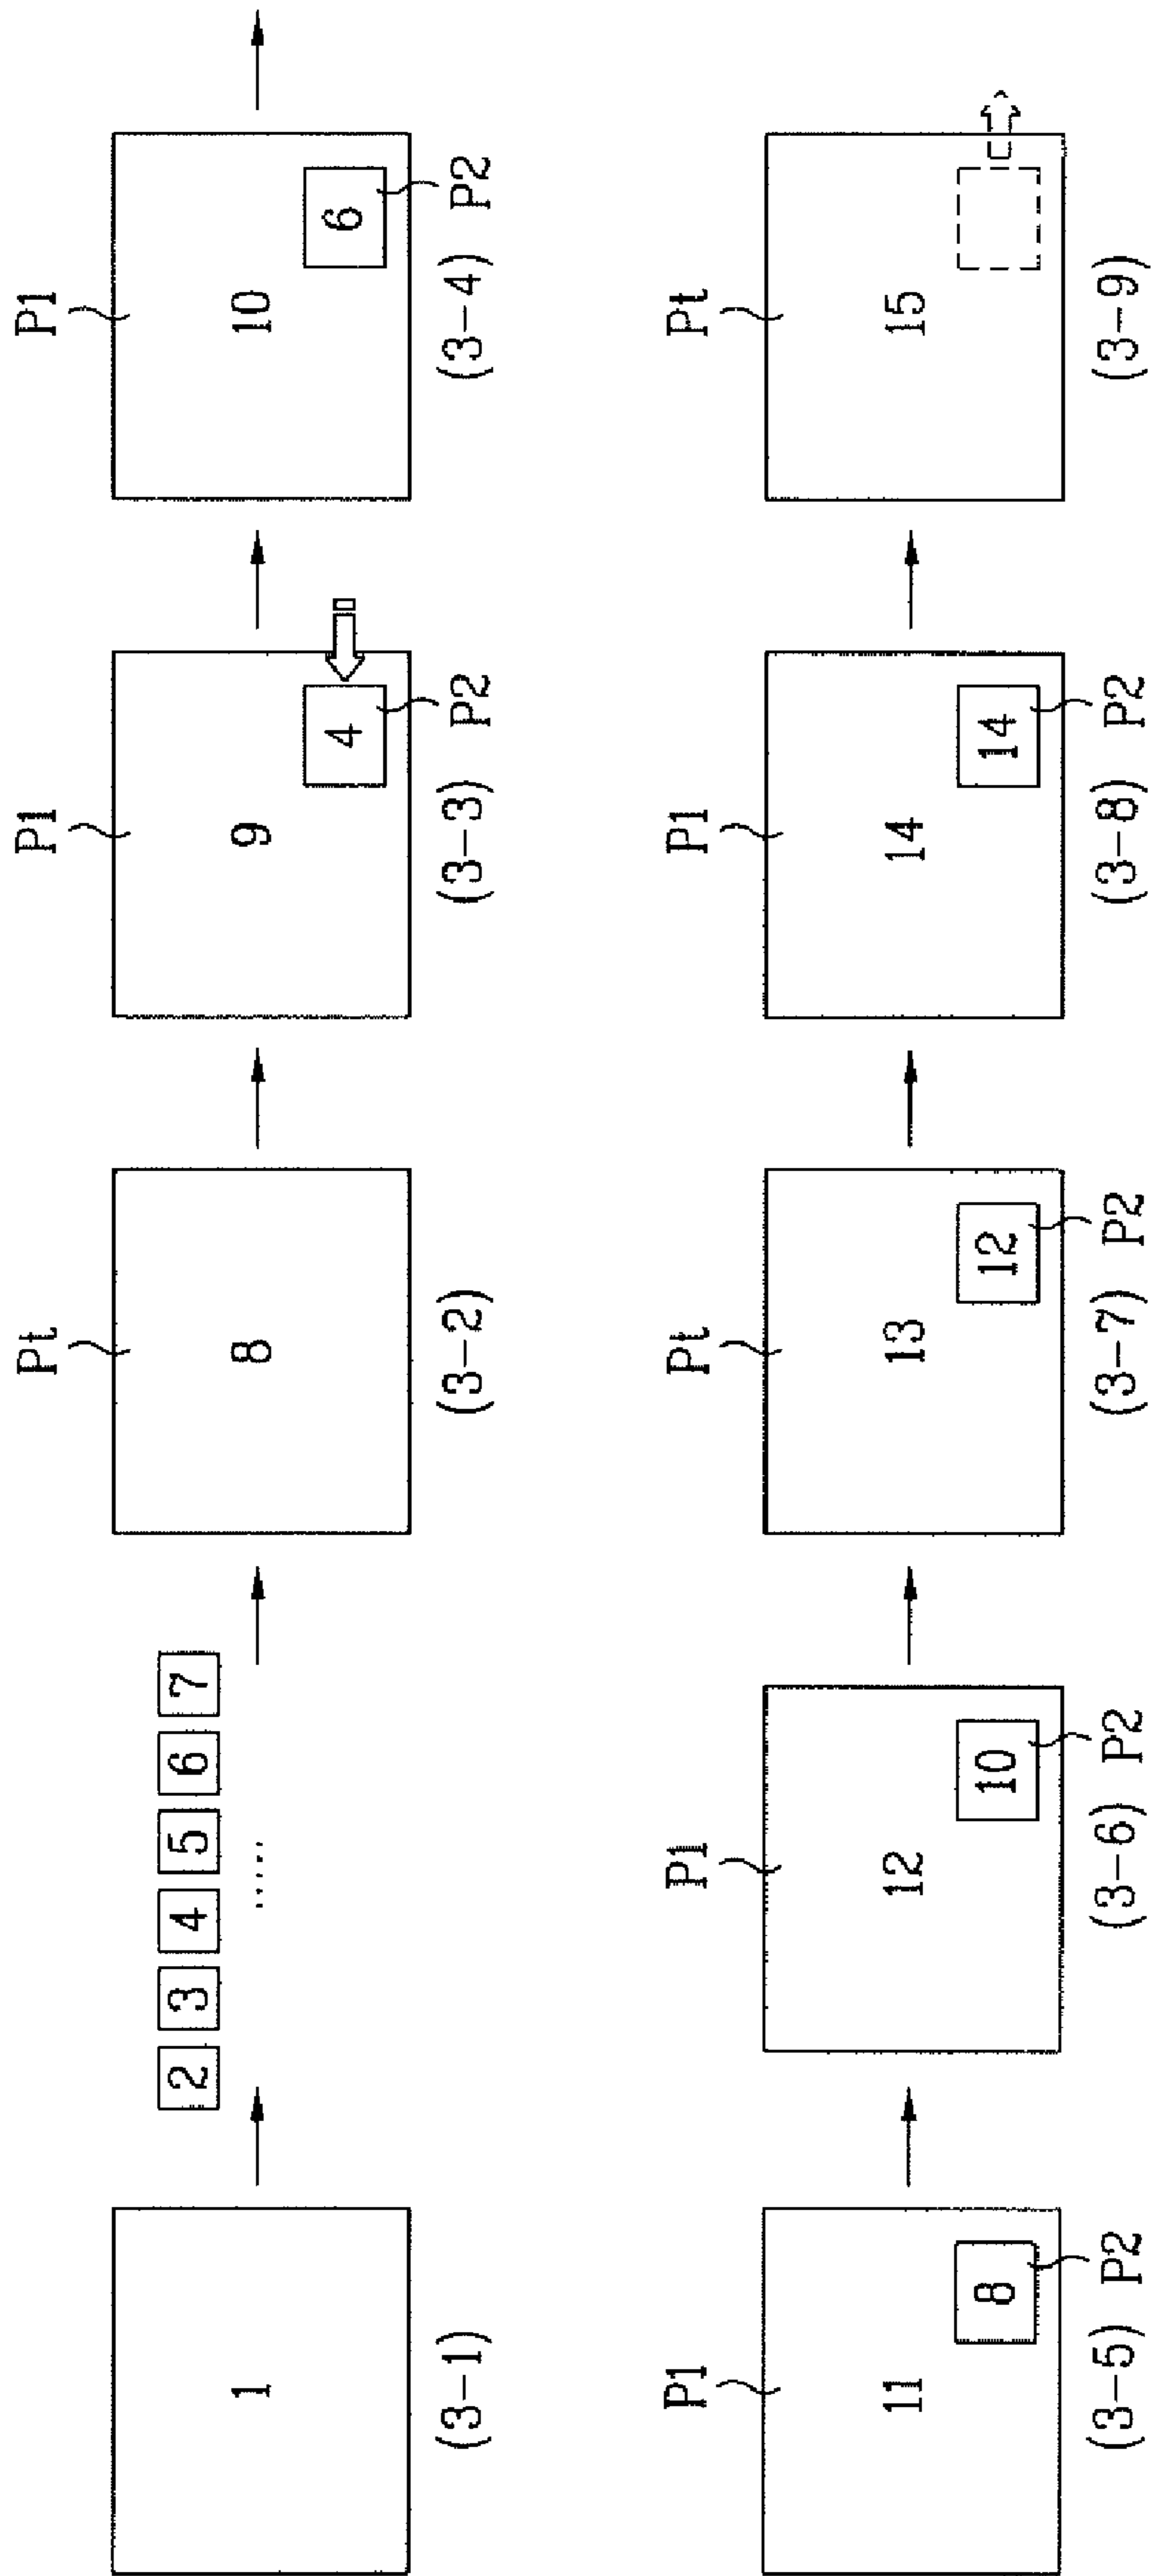 2 3 4 5 6 7
Pt P1 P1
1 8 9 10
4 6
P2 P2
(3-1) (3-2) (3-3) (3-4)
P1 P1 Pt P1 Pt
11 12 13 14 15
8 10 12 14
P2 P2 P2 P2
(3-5) (3-6) (3-7) (3-8) (3-9)